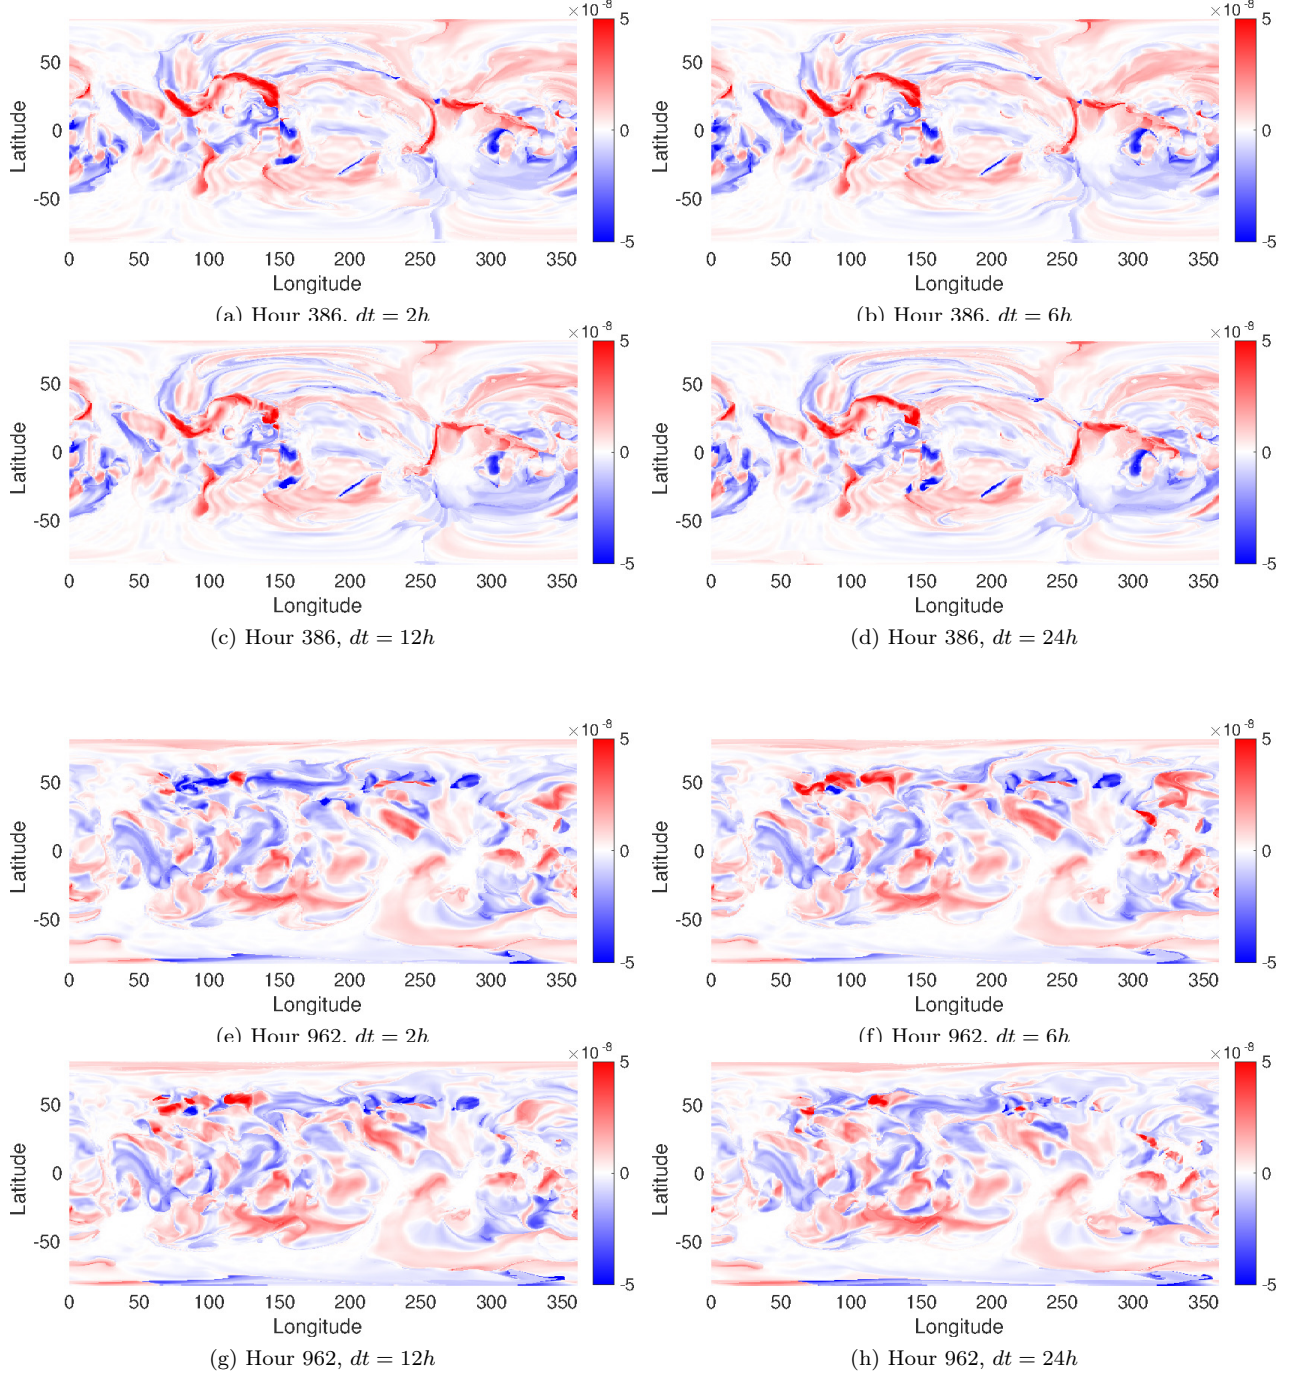 ×10⁻⁸ ×10⁻⁸
5 5
50 50
Latitude Latitude
0 0 0 0
-50 -50
-5 -5
0 50 100 150 200 250 300 350 0 50 100 150 200 250 300 350
Longitude Longitude
(a) Hour 386, dt = 2h (b) Hour 386, dt = 6h
×10⁻⁸ ×10⁻⁸
5 5
50 50
Latitude Latitude
0 0 0 0
-50 -50
-5 -5
0 50 100 150 200 250 300 350 0 50 100 150 200 250 300 350
Longitude Longitude
(c) Hour 386, dt = 12h (d) Hour 386, dt = 24h
×10⁻⁸ ×10⁻⁸
5 5
50 50
Latitude Latitude
0 0 0 0
-50 -50
-5 -5
0 50 100 150 200 250 300 350 0 50 100 150 200 250 300 350
Longitude Longitude
(e) Hour 962, dt = 2h (f) Hour 962, dt = 6h
×10⁻⁸ ×10⁻⁸
5 5
50 50
Latitude Latitude
0 0 0 0
-50 -50
-5 -5
0 50 100 150 200 250 300 350 0 50 100 150 200 250 300 350
Longitude Longitude
(g) Hour 962, dt = 12h (h) Hour 962, dt = 24h